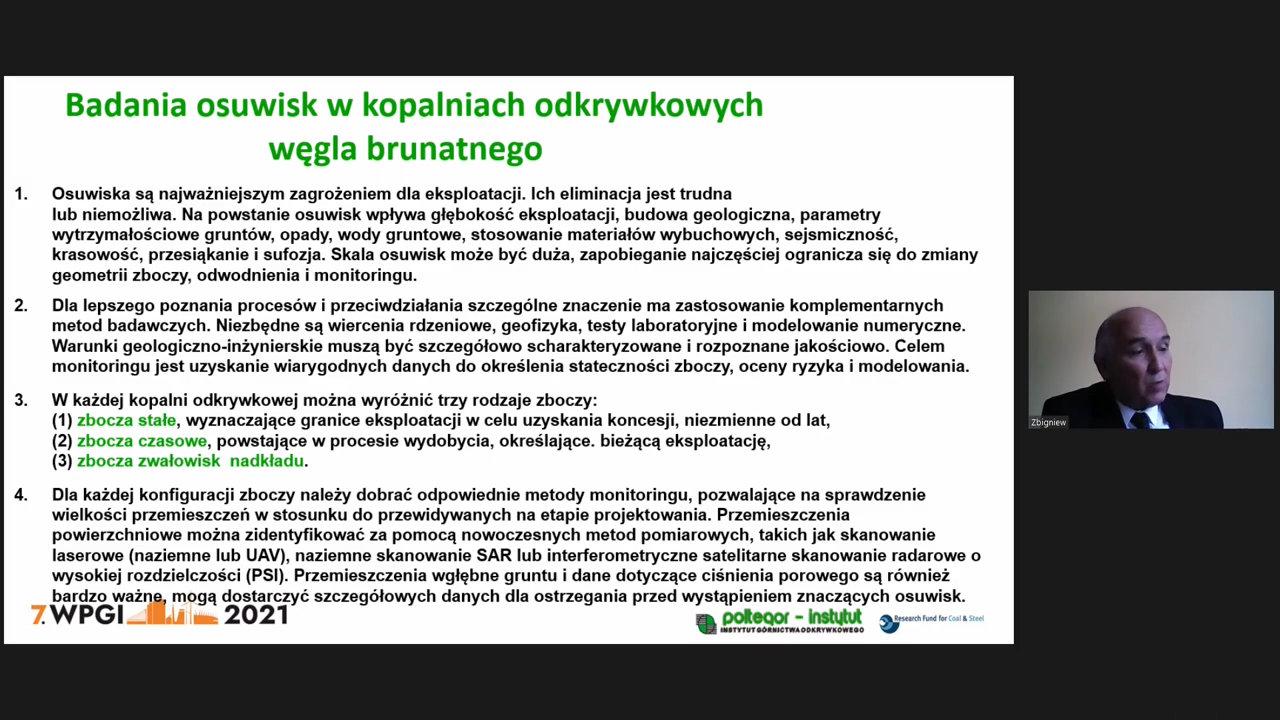 Badania osuwisk w kopalniach odkrywkowych
węgla brunatnego
1. Osuwiska są najważniejszym zagrożeniem dla eksploatacji. Ich eliminacja jest trudna
lub niemożliwa. Na powstanie osuwisk wpływa głębokość eksploatacji, budowa geologiczna, parametry
wytrzymałościowe gruntów, opady, wody gruntowe, stosowanie materiałów wybuchowych, sejsmiczność,
krasowość, przesiąkanie i sufozja. Skala osuwisk może być duża, zapobieganie najczęściej ogranicza się do zmiany
geometrii zboczy, odwodnienia i monitoringu.
2. Dla lepszego poznania procesów i przeciwdziałania szczególne znaczenie ma zastosowanie komplementarnych
metod badawczych. Niezbędne są wiercenia rdzeniowe, geofizyka, testy laboratoryjne i modelowanie numeryczne.
Warunki geologiczno-inżynierskie muszą być szczegółowo scharakteryzowane i rozpoznane jakościowo. Celem
monitoringu jest uzyskanie wiarygodnych danych do określenia stateczności zboczy, oceny ryzyka i modelowania.
3. W każdej kopalni odkrywkowej można wyróżnić trzy rodzaje zboczy:
(1) zbocza stałe, wyznaczające granice eksploatacji w celu uzyskania koncesji, niezmienne od lat,
(2) zbocza czasowe, powstające w procesie wydobycia, określające. bieżącą eksploatację,
(3) zbocza zwałowisk nadkładu.
4. Dla każdej konfiguracji zboczy należy dobrać odpowiednie metody monitoringu, pozwalające na sprawdzenie
wielkości przemieszczeń w stosunku do przewidywanych na etapie projektowania. Przemieszczenia
powierzchniowe można zidentyfikować za pomocą nowoczesnych metod pomiarowych, takich jak skanowanie
laserowe (naziemne lub UAV), naziemne skanowanie SAR lub interferometryczne satelitarne skanowanie radarowe o
wysokiej rozdzielczości (PSI). Przemieszczenia wgłębne gruntu i dane dotyczące ciśnienia porowego są również
bardzo ważne, mogą dostarczyć szczegółowych danych dla ostrzegania przed wystąpieniem znaczących osuwisk.
7. WPGI 2021
poltegor – instytut
INSTYTUT GÓRNICTWA ODKRYWKOWEGO
Research Fund for Coal & Steel
Zbigniew